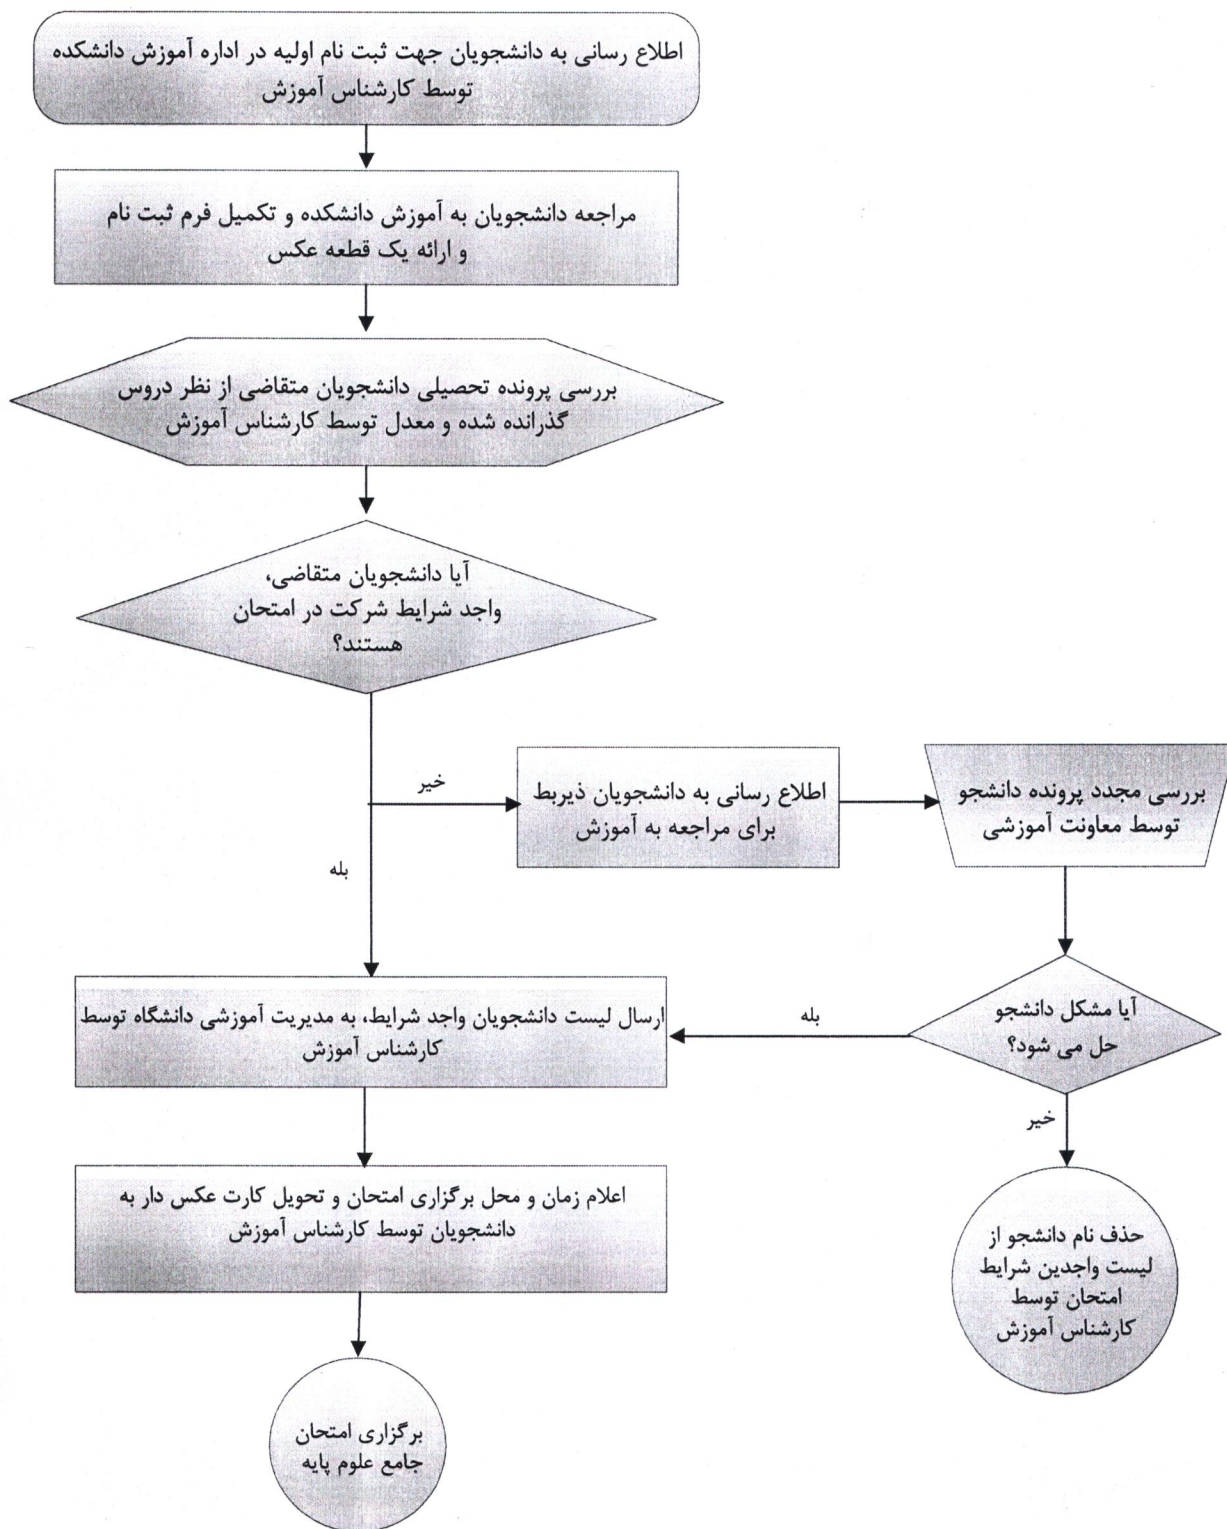 اطلاع رسانی به دانشجویان جهت ثبت نام اولیه در اداره آموزش دانشکده
توسط کارشناس آموزش
مراجعه دانشجویان به آموزش دانشکده و تکمیل فرم ثبت نام
و ارائه یک قطعه عکس
بررسی پرونده تحصیلی دانشجویان متقاضی از نظر دروس
گذرانده شده و معدل توسط کارشناس آموزش
آیا دانشجویان متقاضی،
واجد شرایط شرکت در امتحان
هستند؟
خیر
اطلاع رسانی به دانشجویان ذیربط
برای مراجعه به آموزش
بررسی مجدد پرونده دانشجو
توسط معاونت آموزشی
بله
ارسال لیست دانشجویان واجد شرایط، به مدیریت آموزشی دانشگاه توسط
کارشناس آموزش
بله
آیا مشکل دانشجو
حل می شود؟
خیر
اعلام زمان و محل برگزاری امتحان و تحویل کارت عکس دار به
دانشجویان توسط کارشناس آموزش
حذف نام دانشجو از
لیست واجدین شرایط
امتحان توسط
کارشناس آموزش
برگزاری امتحان
جامع علوم پایه